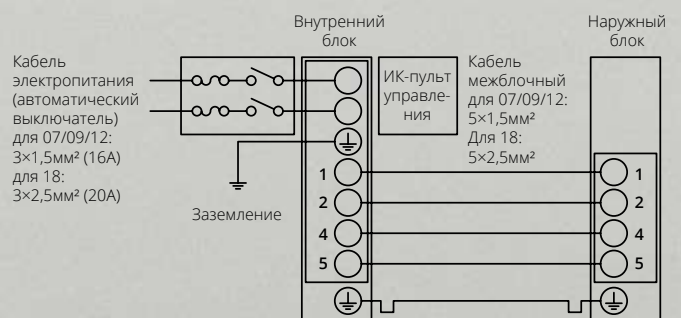 Внутренний
блок
Наружный
блок
Кабель
электропитания
(автоматический
выключатель)
для 07/09/12:
3×1,5мм² (16А)
для 18:
3×2,5мм² (20А)
ИК-пульт
управле-
ния
Кабель
межблочный
для 07/09/12:
5×1,5мм²
Для 18:
5×2,5мм²
Заземление
1
2
4
5
1
2
4
5